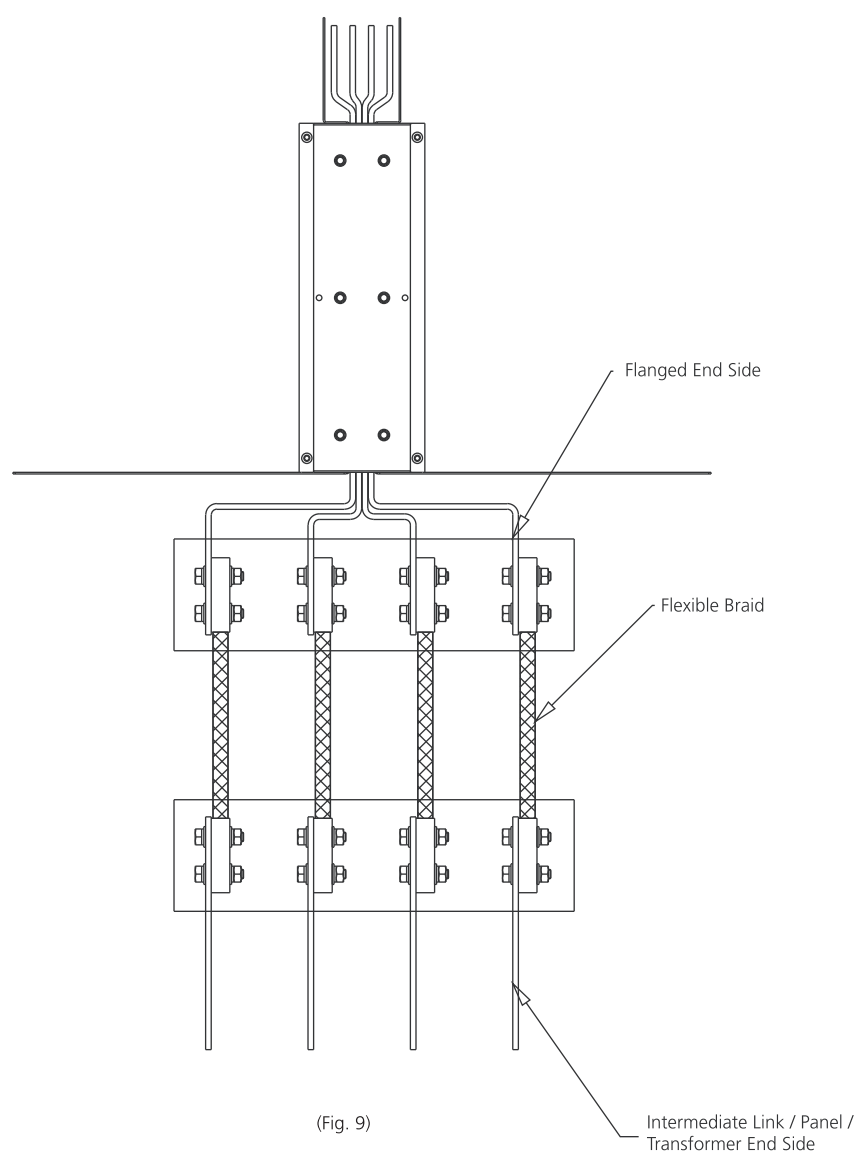 Flanged End Side
Flexible Braid
(Fig. 9)
Intermediate Link / Panel /
Transformer End Side